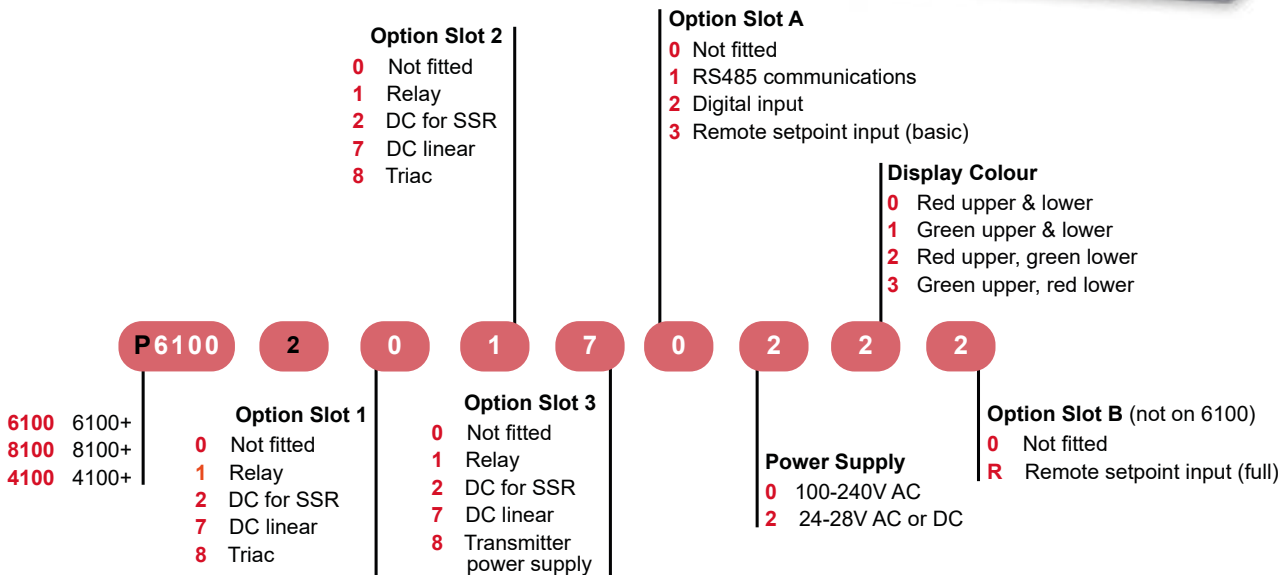 Option Slot 2
0 Not fitted
1 Relay
2 DC for SSR
7 DC linear
8 Triac
Option Slot A
0 Not fitted
1 RS485 communications
2 Digital input
3 Remote setpoint input (basic)
Display Colour
0 Red upper & lower
1 Green upper & lower
2 Red upper, green lower
3 Green upper, red lower
P6100 2 0 1 7 0 2 2 2
6100 6100+
8100 8100+
4100 4100+
Option Slot 1
0 Not fitted
1 Relay
2 DC for SSR
7 DC linear
8 Triac
Option Slot 3
0 Not fitted
1 Relay
2 DC for SSR
7 DC linear
8 Transmitter
power supply
Power Supply
0 100-240V AC
2 24-28V AC or DC
Option Slot B (not on 6100)
0 Not fitted
R Remote setpoint input (full)